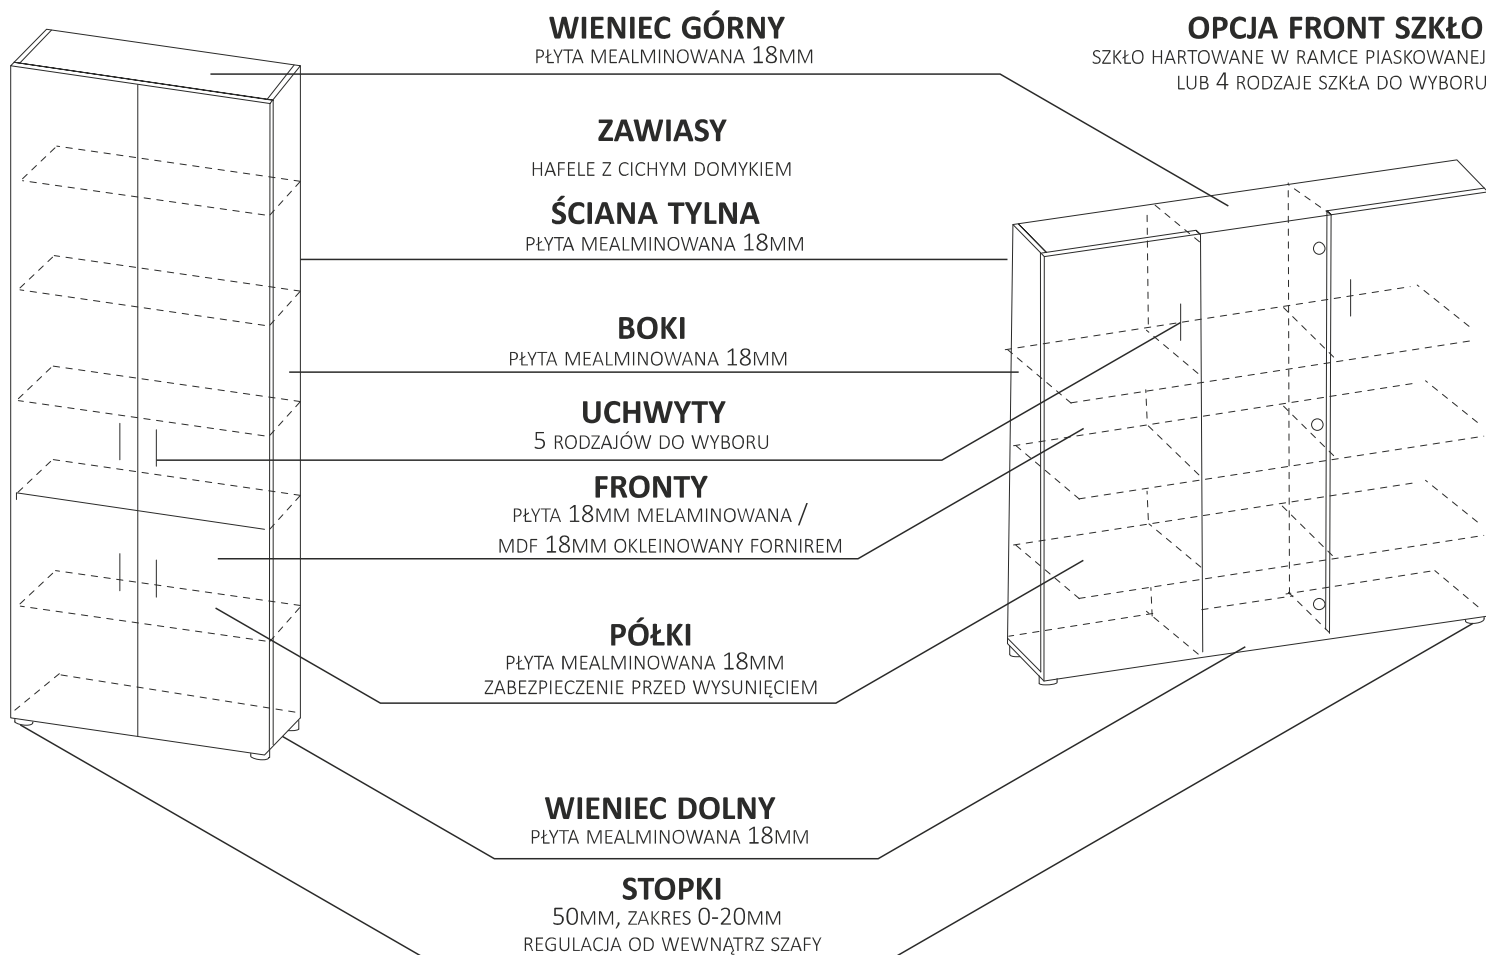 WIENIEC GÓRNY
PŁYTA MEALMINOWANA 18MM
OPCJA FRONT SZKŁO
SZKŁO HARTOWANE W RAMCE PIASKOWANEJ
LUB 4 RODZAJE SZKŁA DO WYBORU
ZAWIASY
HAFELE Z CICHYM DOMYKIEM
ŚCIANA TYLNA
PŁYTA MEALMINOWANA 18MM
BOKI
PŁYTA MEALMINOWANA 18MM
UCHWYTY
5 RODZAJÓW DO WYBORU
FRONTY
PŁYTA 18MM MELAMINOWANA /
MDF 18MM OKLEINOWANY FORNIREM
PÓŁKI
PŁYTA MEALMINOWANA 18MM
ZABEZPIECZENIE PRZED WYSUNIĘCIEM
WIENIEC DOLNY
PŁYTA MEALMINOWANA 18MM
STOPKI
50MM, ZAKRES 0-20MM
REGULACJA OD WEWNĄTRZ SZAFY